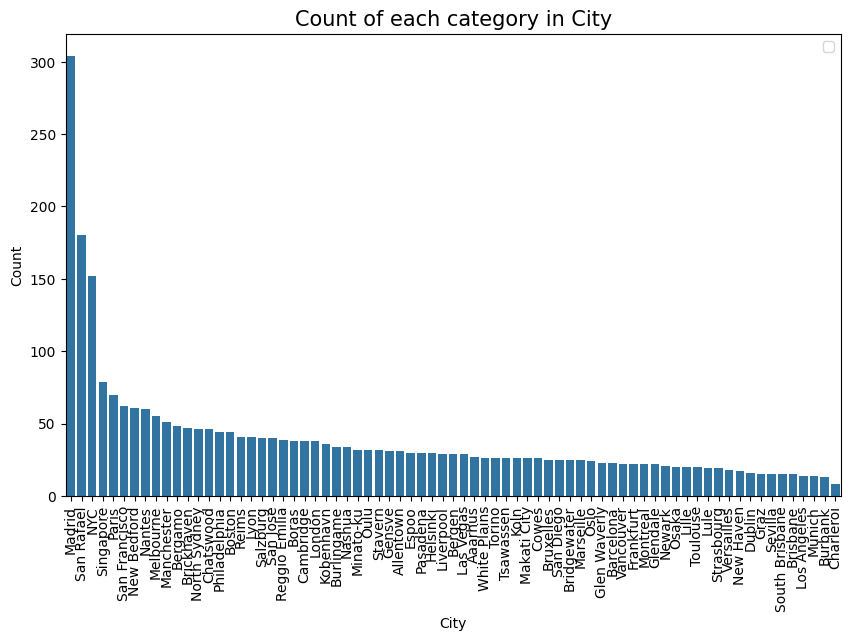 Count of each category in City
Count
300
250
200
150
100
50
0
Madrid
San Rafael
NYC
Singapore
Paris
San Francisco
New Bedford
Nantes
Melbourne
Manchester
Bergamo
Brickhaven
North Sydney
Chatswood
Philadelphia
Boston
Reims
Lyon
Salzburg
San Jose
Reggio Emilia
Boras
Cambridge
London
Kobenhavn
Burlingame
Nashua
Minato-ku
Oulu
Stavern
Gensve
Allentown
Espoo
Pasadena
Helsinki
Liverpool
Bergen
Las Vegas
Aaarhus
White Plains
Torino
Tsawassen
Koln
Makati City
Cowes
Bruxelles
San Diego
Bridgewater
Marseille
Oslo
Glen Waverly
Barcelona
Vancouver
Frankfurt
Montreal
Glendale
Newark
Osaka
Lille
Toulouse
Lule
Strasbourg
Versailles
New Haven
Dublin
Graz
Sevilla
South Brisbane
Brisbane
Los Angeles
Munich
Burbank
Charleroi
City